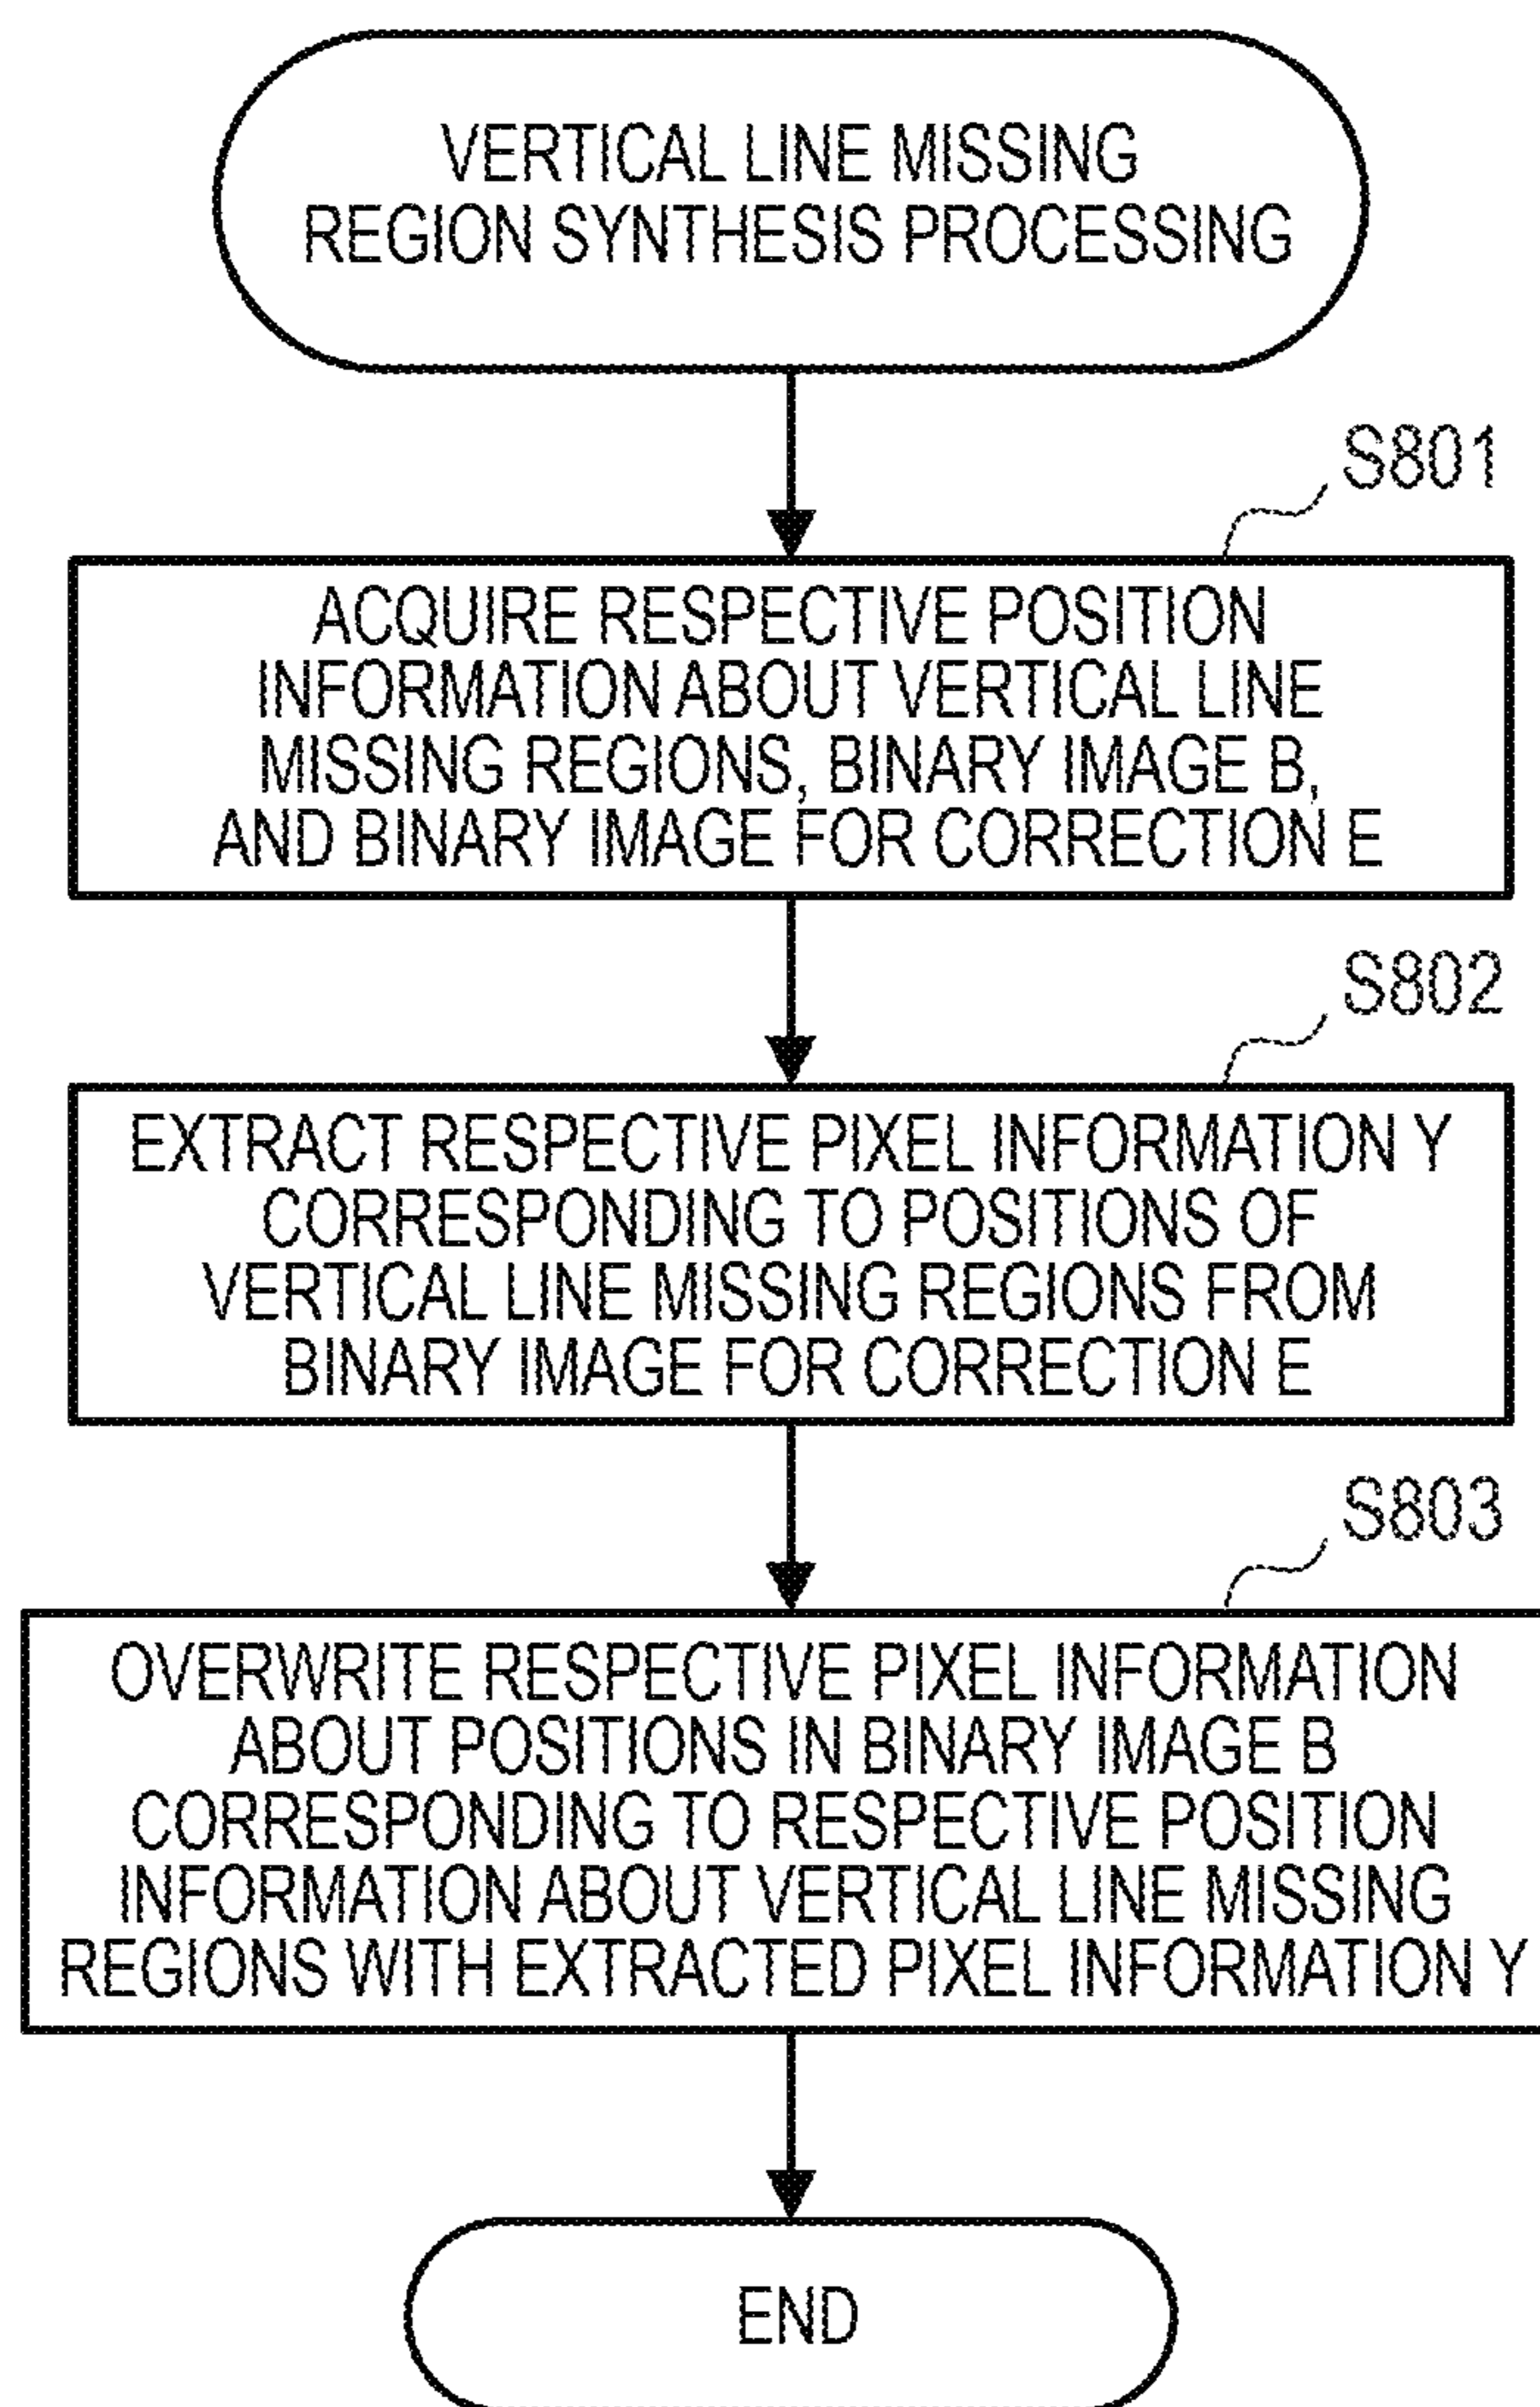 VERTICAL LINE MISSING
REGION SYNTHESIS PROCESSING
S801
ACQUIRE RESPECTIVE POSITION
INFORMATION ABOUT VERTICAL LINE
MISSING REGIONS, BINARY IMAGE B,
AND BINARY IMAGE FOR CORRECTION E
S802
EXTRACT RESPECTIVE PIXEL INFORMATION Y
CORRESPONDING TO POSITIONS OF
VERTICAL LINE MISSING REGIONS FROM
BINARY IMAGE FOR CORRECTION E
S803
OVERWRITE RESPECTIVE PIXEL INFORMATION
ABOUT POSITIONS IN BINARY IMAGE B
CORRESPONDING TO RESPECTIVE POSITION
INFORMATION ABOUT VERTICAL LINE MISSING
REGIONS WITH EXTRACTED PIXEL INFORMATION Y
END